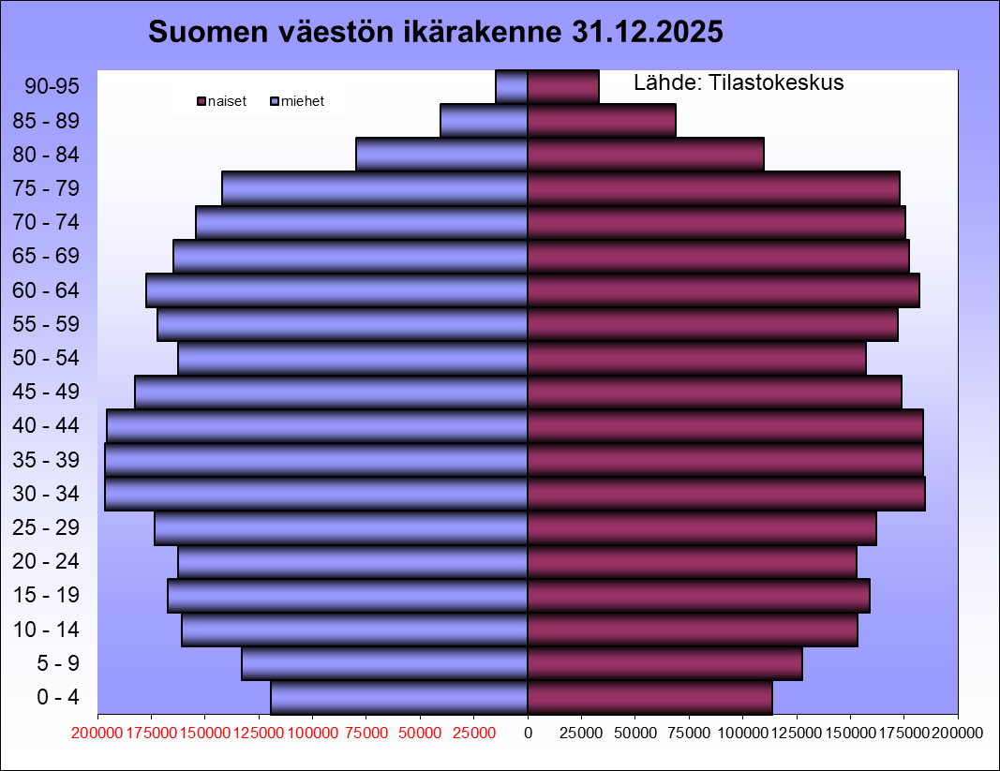 Suomen väestön ikärakenne 31.12.2025
Lähde: Tilastokeskus
naiset miehet
90-95
85 - 89
80 - 84
75 - 79
70 - 74
65 - 69
60 - 64
55 - 59
50 - 54
45 - 49
40 - 44
35 - 39
30 - 34
25 - 29
20 - 24
15 - 19
10 - 14
5 - 9
0 - 4
200000 175000 150000 125000 100000 75000 50000 25000 0 25000 50000 75000 100000 125000 150000 175000 200000